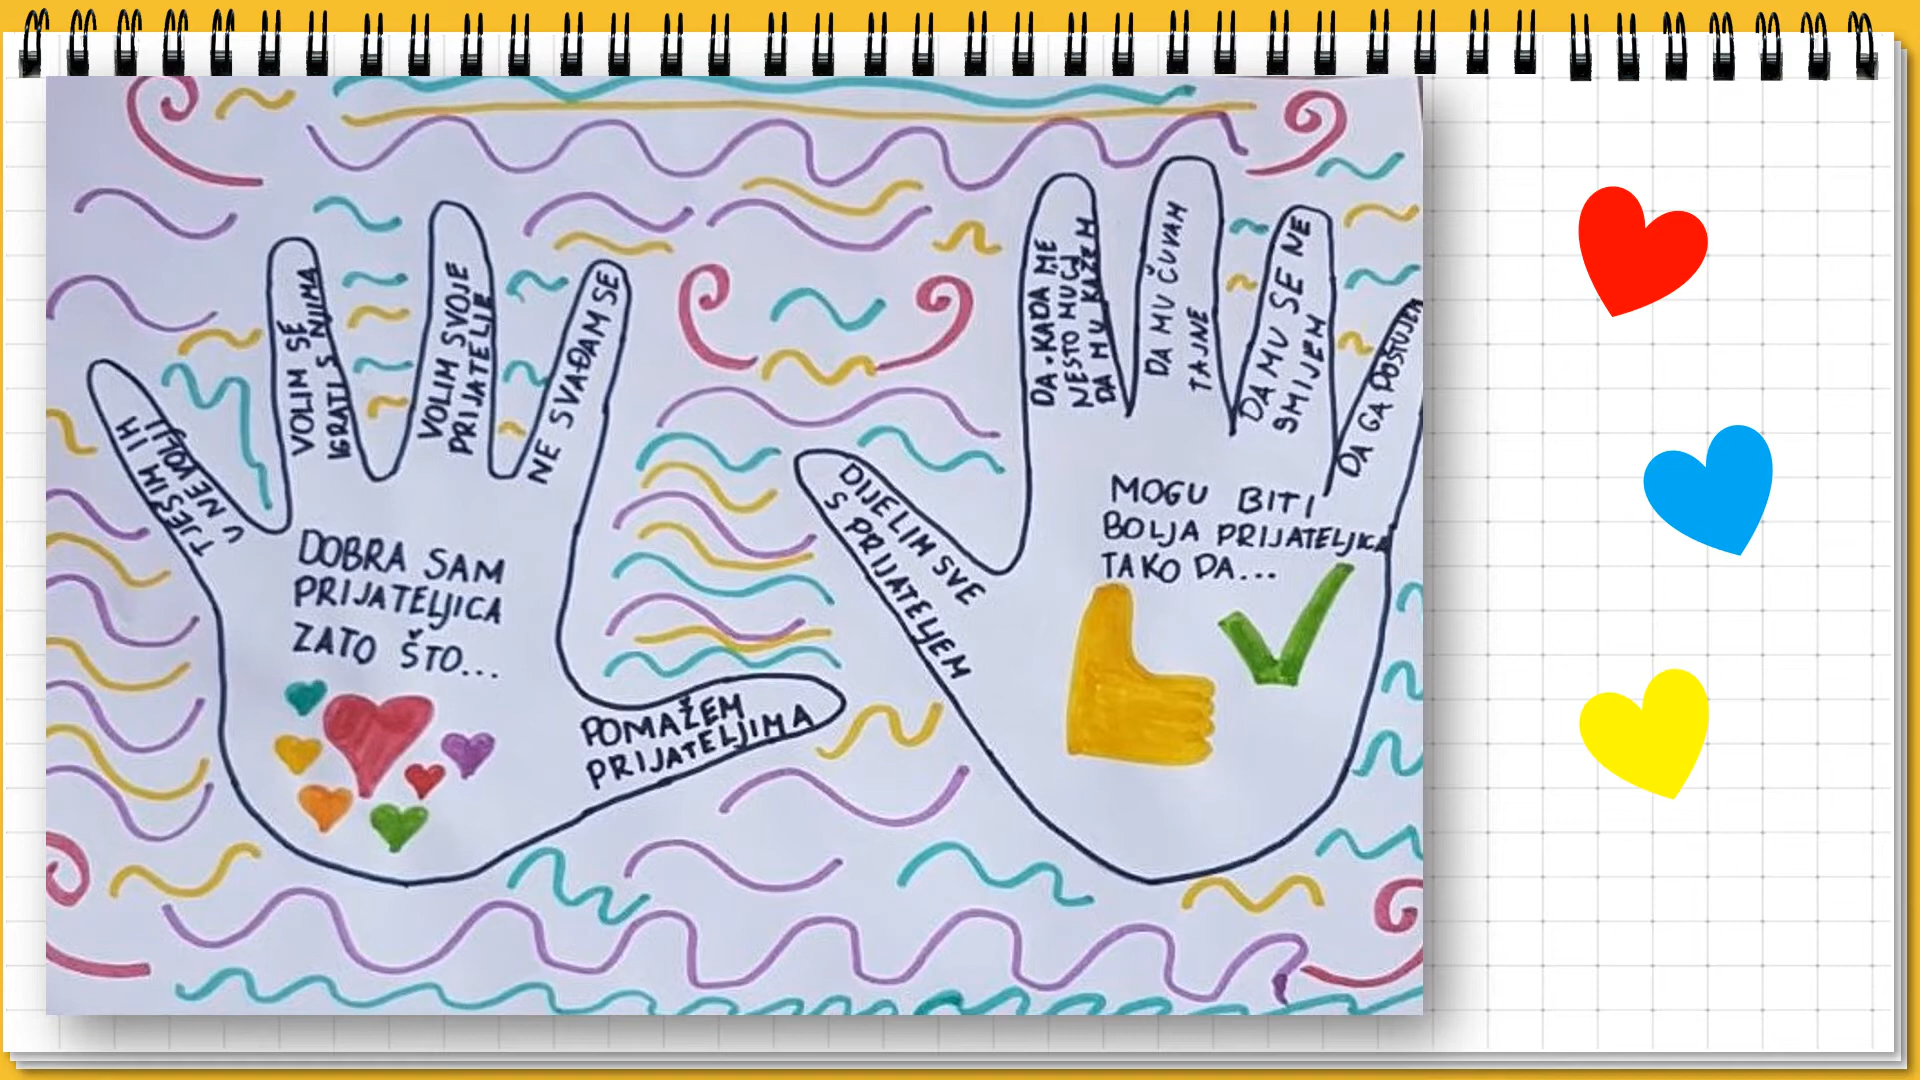 TJEŠIM IH
U NEVOLJI
VOLIM SE
IGRATI S NJIMA
VOLIM SVOJE
PRIJATELJE
NE SVAĐAM SE
POMAŽEM
PRIJATELJIMA
DOBRA SAM
PRIJATELJICA
ZATO ŠTO...
DIJELIM SVE
S PRIJATELJEM
DA KADA ME
NEŠTO MUČI
DA MU KAŽEM
DA MU ČUVAM
TAJNE
DA MU SE NE
SMIJEM
DA GA POŠTUJEM
MOGU BITI
BOLJA PRIJATELJICA
TAKO DA...